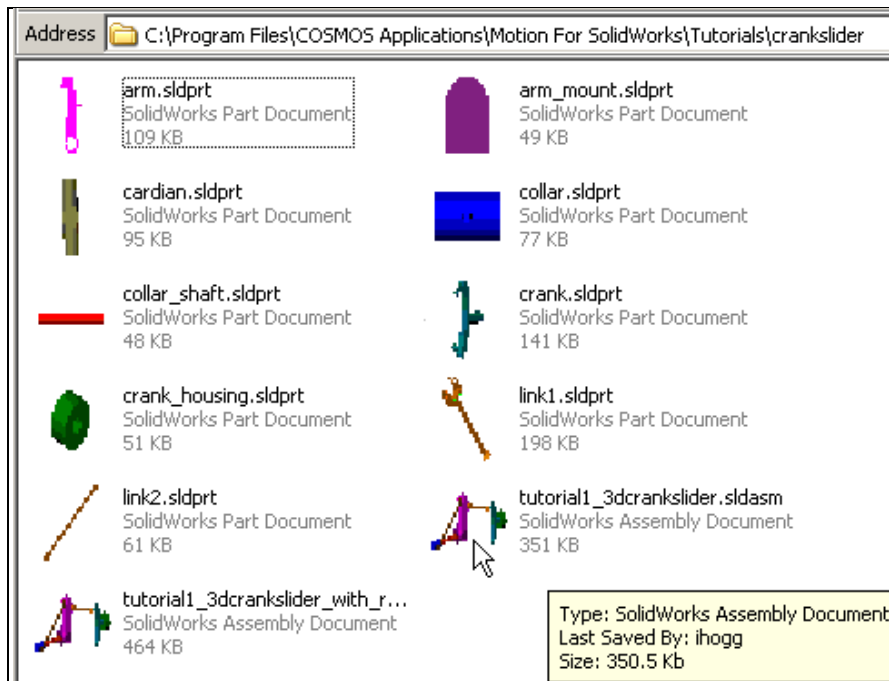 Address C:\Program Files\COSMOS Applications\Motion For SolidWorks\Tutorials\crankslider
arm.sldprt
SolidWorks Part Document
109 KB
arm_mount.sldprt
SolidWorks Part Document
49 KB
cardian.sldprt
SolidWorks Part Document
95 KB
collar.sldprt
SolidWorks Part Document
77 KB
collar_shaft.sldprt
SolidWorks Part Document
48 KB
crank.sldprt
SolidWorks Part Document
141 KB
crank_housing.sldprt
SolidWorks Part Document
51 KB
link1.sldprt
SolidWorks Part Document
198 KB
link2.sldprt
SolidWorks Part Document
61 KB
tutorial1_3dcrankslider.sldasm
SolidWorks Assembly Document
351 KB
tutorial1_3dcrankslider_with_r...
SolidWorks Assembly Document
464 KB
Type: SolidWorks Assembly Document
Last Saved By: ihogg
Size: 350.5 Kb